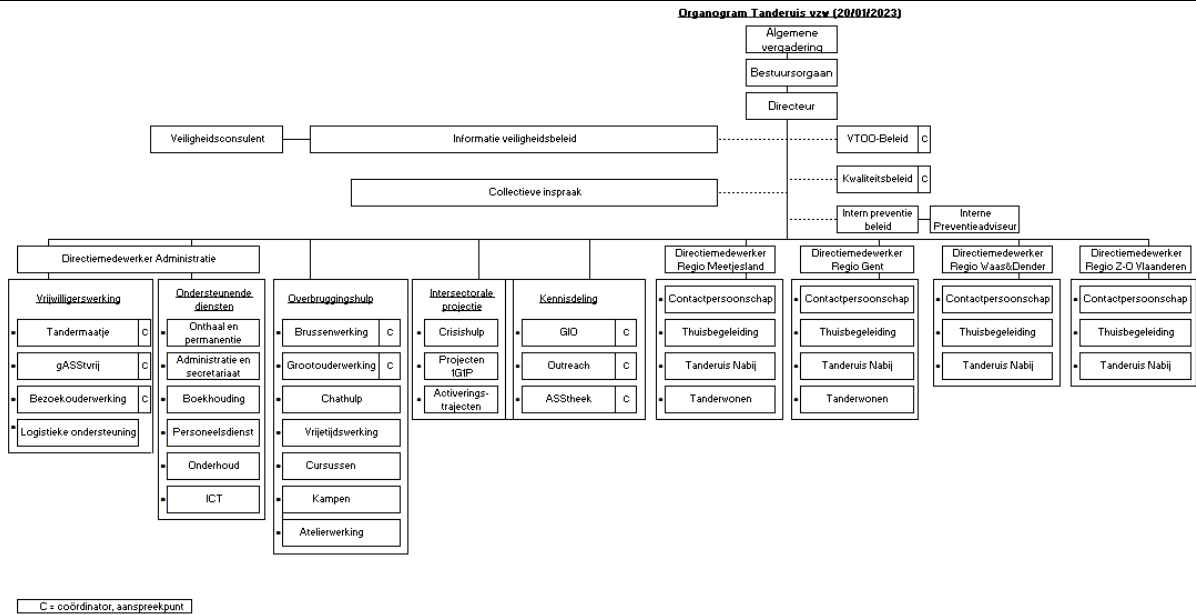 Organogram Tanderuis vzw (20/01/2023)
Algemene
vergadering
Bestuursorgaan
Directeur
Veiligheidsconsulent
Informatie veiligheidsbeleid
VTOO-Beleid C
Kwaliteitsbeleid C
Collectieve inspraak
Intern preventie
beleid
Interne
Preventieadviseur
Directiemedewerker Administratie
Directiemedewerker
Regio Meetjesland
Directiemedewerker
Regio Gent
Directiemedewerker
Regio Waas&Dender
Directiemedewerker
Regio Z-O Vlaanderen
Vrijwilligerswerking
Tandermaatje C
gASStvrij C
Bezoekouderwerking C
Logistieke ondersteuning
Ondersteunende
diensten
Onthaal en
permanentie
Administratie en
secretariaat
Boekhouding
Personeelsdienst
Onderhoud
ICT
Overbruggingshulp
Brussenwerking C
Grootouderwerking C
Chathulp
Vrijetijdswerking
Cursussen
Kampen
Atelierwerking
Intersectorale
projectie
Crisishulp
Projecten
1G1P
Activerings-
trajecten
Kennisdeling
GIO C
Outreach C
ASStheek C
Contactpersoonschap
Thuisbegeleiding
Tanderuis Nabij
Tanderwonen
Contactpersoonschap
Thuisbegeleiding
Tanderuis Nabij
Tanderwonen
Contactpersoonschap
Thuisbegeleiding
Tanderuis Nabij
Contactpersoonschap
Thuisbegeleiding
Tanderuis Nabij
C = coördinator, aanspreekpunt